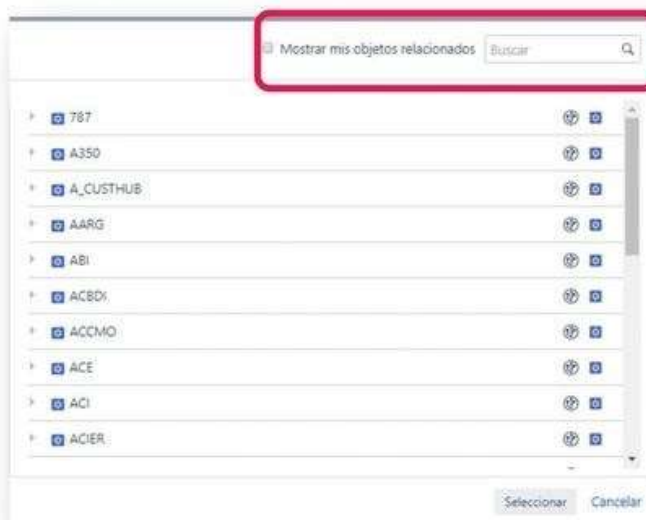 Mostrar mis objetos relacionados Buscar
787
A350
A_CUSTHUB
AARG
ABI
ACBDI
ACCMO
ACE
ACI
ACIER
Seleccionar Cancelar